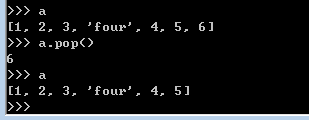 >>> a
[1, 2, 3, 'four', 4, 5, 6]
>>> a.pop()
6
>>> a
[1, 2, 3, 'four', 4, 5]
>>>